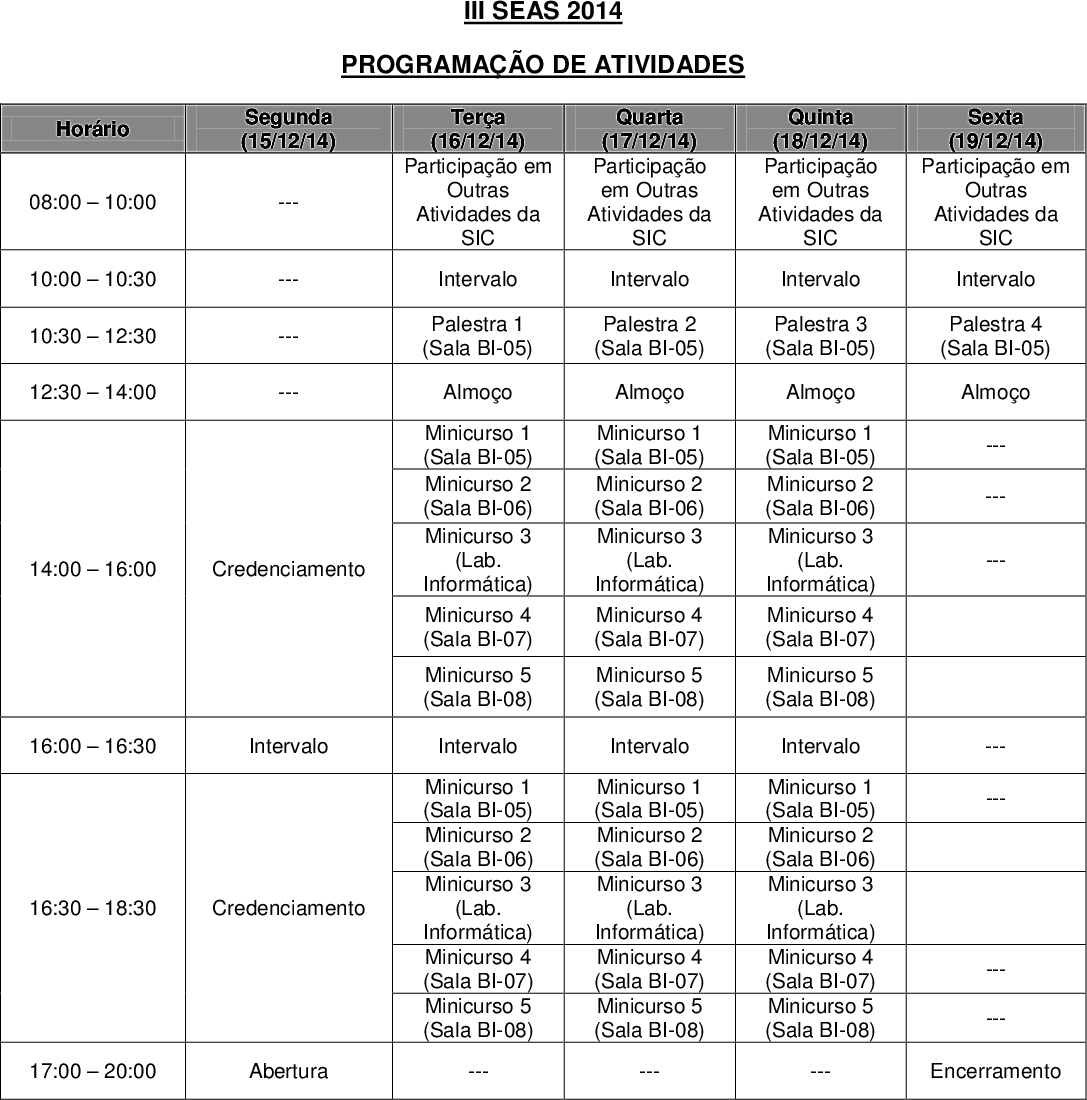 III SEAS 2014
PROGRAMAÇÃO DE ATIVIDADES
Horário
Segunda
(15/12/14)
Terça
(16/12/14)
Quarta
(17/12/14)
Quinta
(18/12/14)
Sexta
(19/12/14)
08:00 – 10:00
---
Participação em
Outras
Atividades da
SIC
Participação
em Outras
Atividades da
SIC
Participação
em Outras
Atividades da
SIC
Participação em
Outras
Atividades da
SIC
10:00 – 10:30
---
Intervalo
Intervalo
Intervalo
Intervalo
10:30 – 12:30
---
Palestra 1
(Sala BI-05)
Palestra 2
(Sala BI-05)
Palestra 3
(Sala BI-05)
Palestra 4
(Sala BI-05)
12:30 – 14:00
---
Almoço
Almoço
Almoço
Almoço
14:00 – 16:00
Credenciamento
Minicurso 1
(Sala BI-05)
Minicurso 1
(Sala BI-05)
Minicurso 1
(Sala BI-05)
---
Minicurso 2
(Sala BI-06)
Minicurso 2
(Sala BI-06)
Minicurso 2
(Sala BI-06)
---
Minicurso 3
(Lab.
Informática)
Minicurso 3
(Lab.
Informática)
Minicurso 3
(Lab.
Informática)
---
Minicurso 4
(Sala BI-07)
Minicurso 4
(Sala BI-07)
Minicurso 4
(Sala BI-07)
Minicurso 5
(Sala BI-08)
Minicurso 5
(Sala BI-08)
Minicurso 5
(Sala BI-08)
16:00 – 16:30
Intervalo
Intervalo
Intervalo
Intervalo
---
16:30 – 18:30
Credenciamento
Minicurso 1
(Sala BI-05)
Minicurso 1
(Sala BI-05)
Minicurso 1
(Sala BI-05)
---
Minicurso 2
(Sala BI-06)
Minicurso 2
(Sala BI-06)
Minicurso 2
(Sala BI-06)
Minicurso 3
(Lab.
Informática)
Minicurso 3
(Lab.
Informática)
Minicurso 3
(Lab.
Informática)
Minicurso 4
(Sala BI-07)
Minicurso 4
(Sala BI-07)
Minicurso 4
(Sala BI-07)
---
Minicurso 5
(Sala BI-08)
Minicurso 5
(Sala BI-08)
Minicurso 5
(Sala BI-08)
---
17:00 – 20:00
Abertura
---
---
---
Encerramento